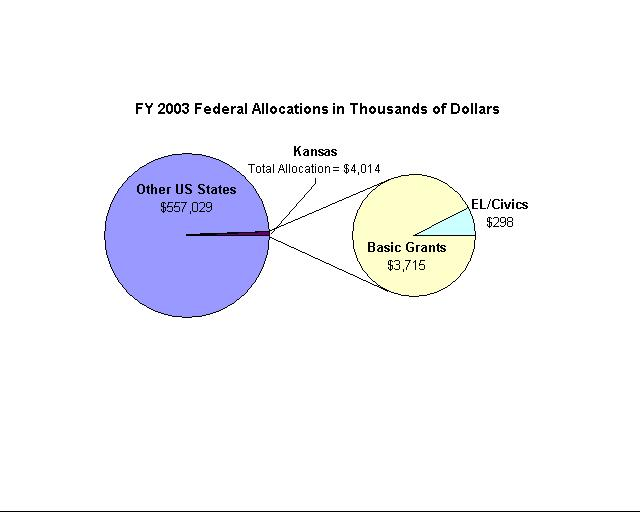 FY 2003 Federal Allocations in Thousands of Dollars
Kansas
Total Allocation = $4,014
Other US States
$557,029
EL/Civics
$298
Basic Grants
$3,715